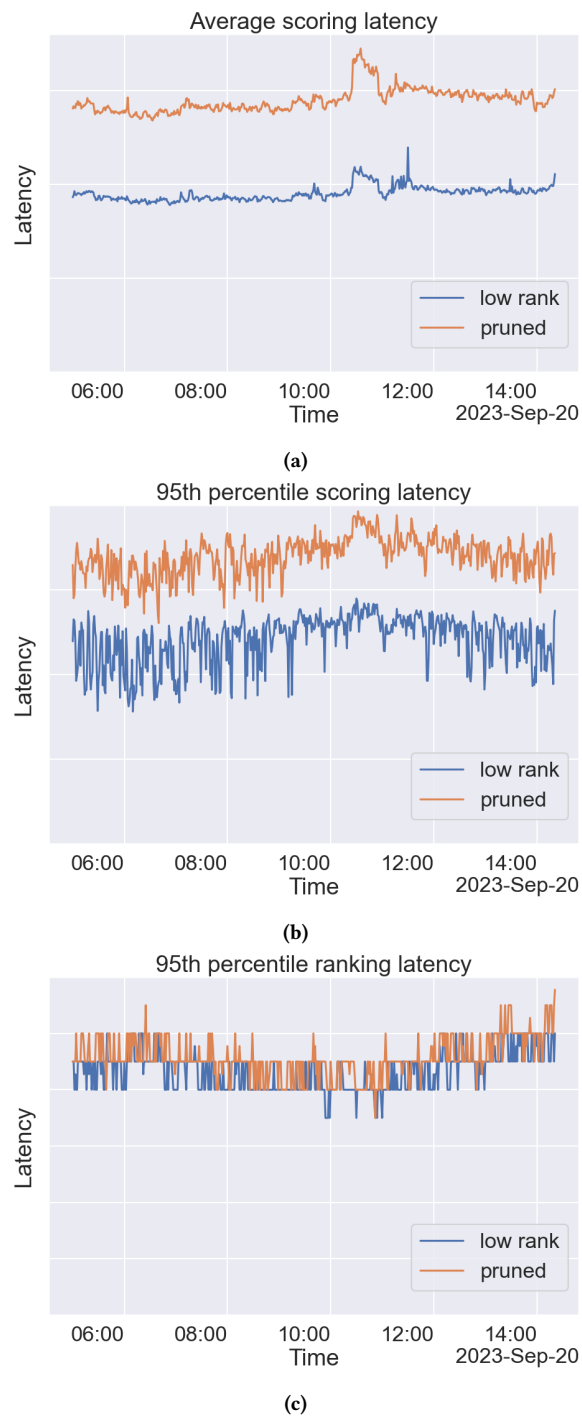 Average scoring latency
Latency
low rank
pruned
06:00 08:00 10:00 12:00 14:00
Time
2023-Sep-20
(a)
95th percentile scoring latency
Latency
low rank
pruned
06:00 08:00 10:00 12:00 14:00
Time
2023-Sep-20
(b)
95th percentile ranking latency
Latency
low rank
pruned
06:00 08:00 10:00 12:00 14:00
Time
2023-Sep-20
(c)